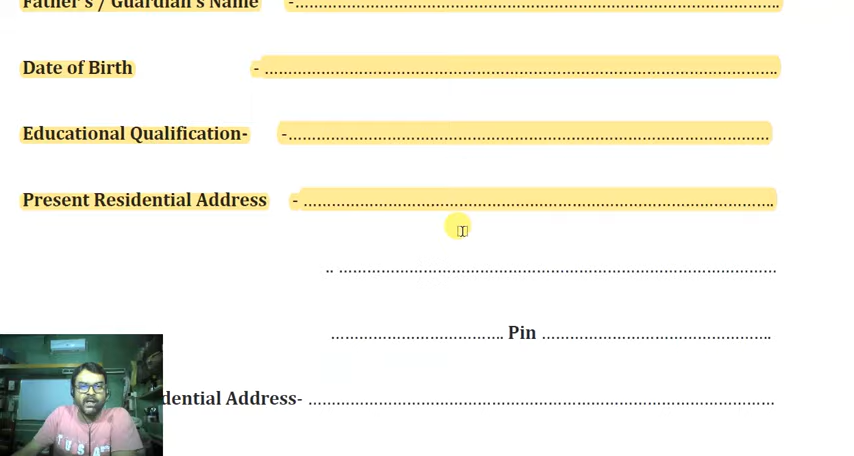 Father's / Guardian's Name -................................................................................
Date of Birth - ................................................................................
Educational Qualification- -................................................................................
Present Residential Address - ................................................................................
.. ................................................................................
.................................... Pin ................................................
dential Address- ................................................................................